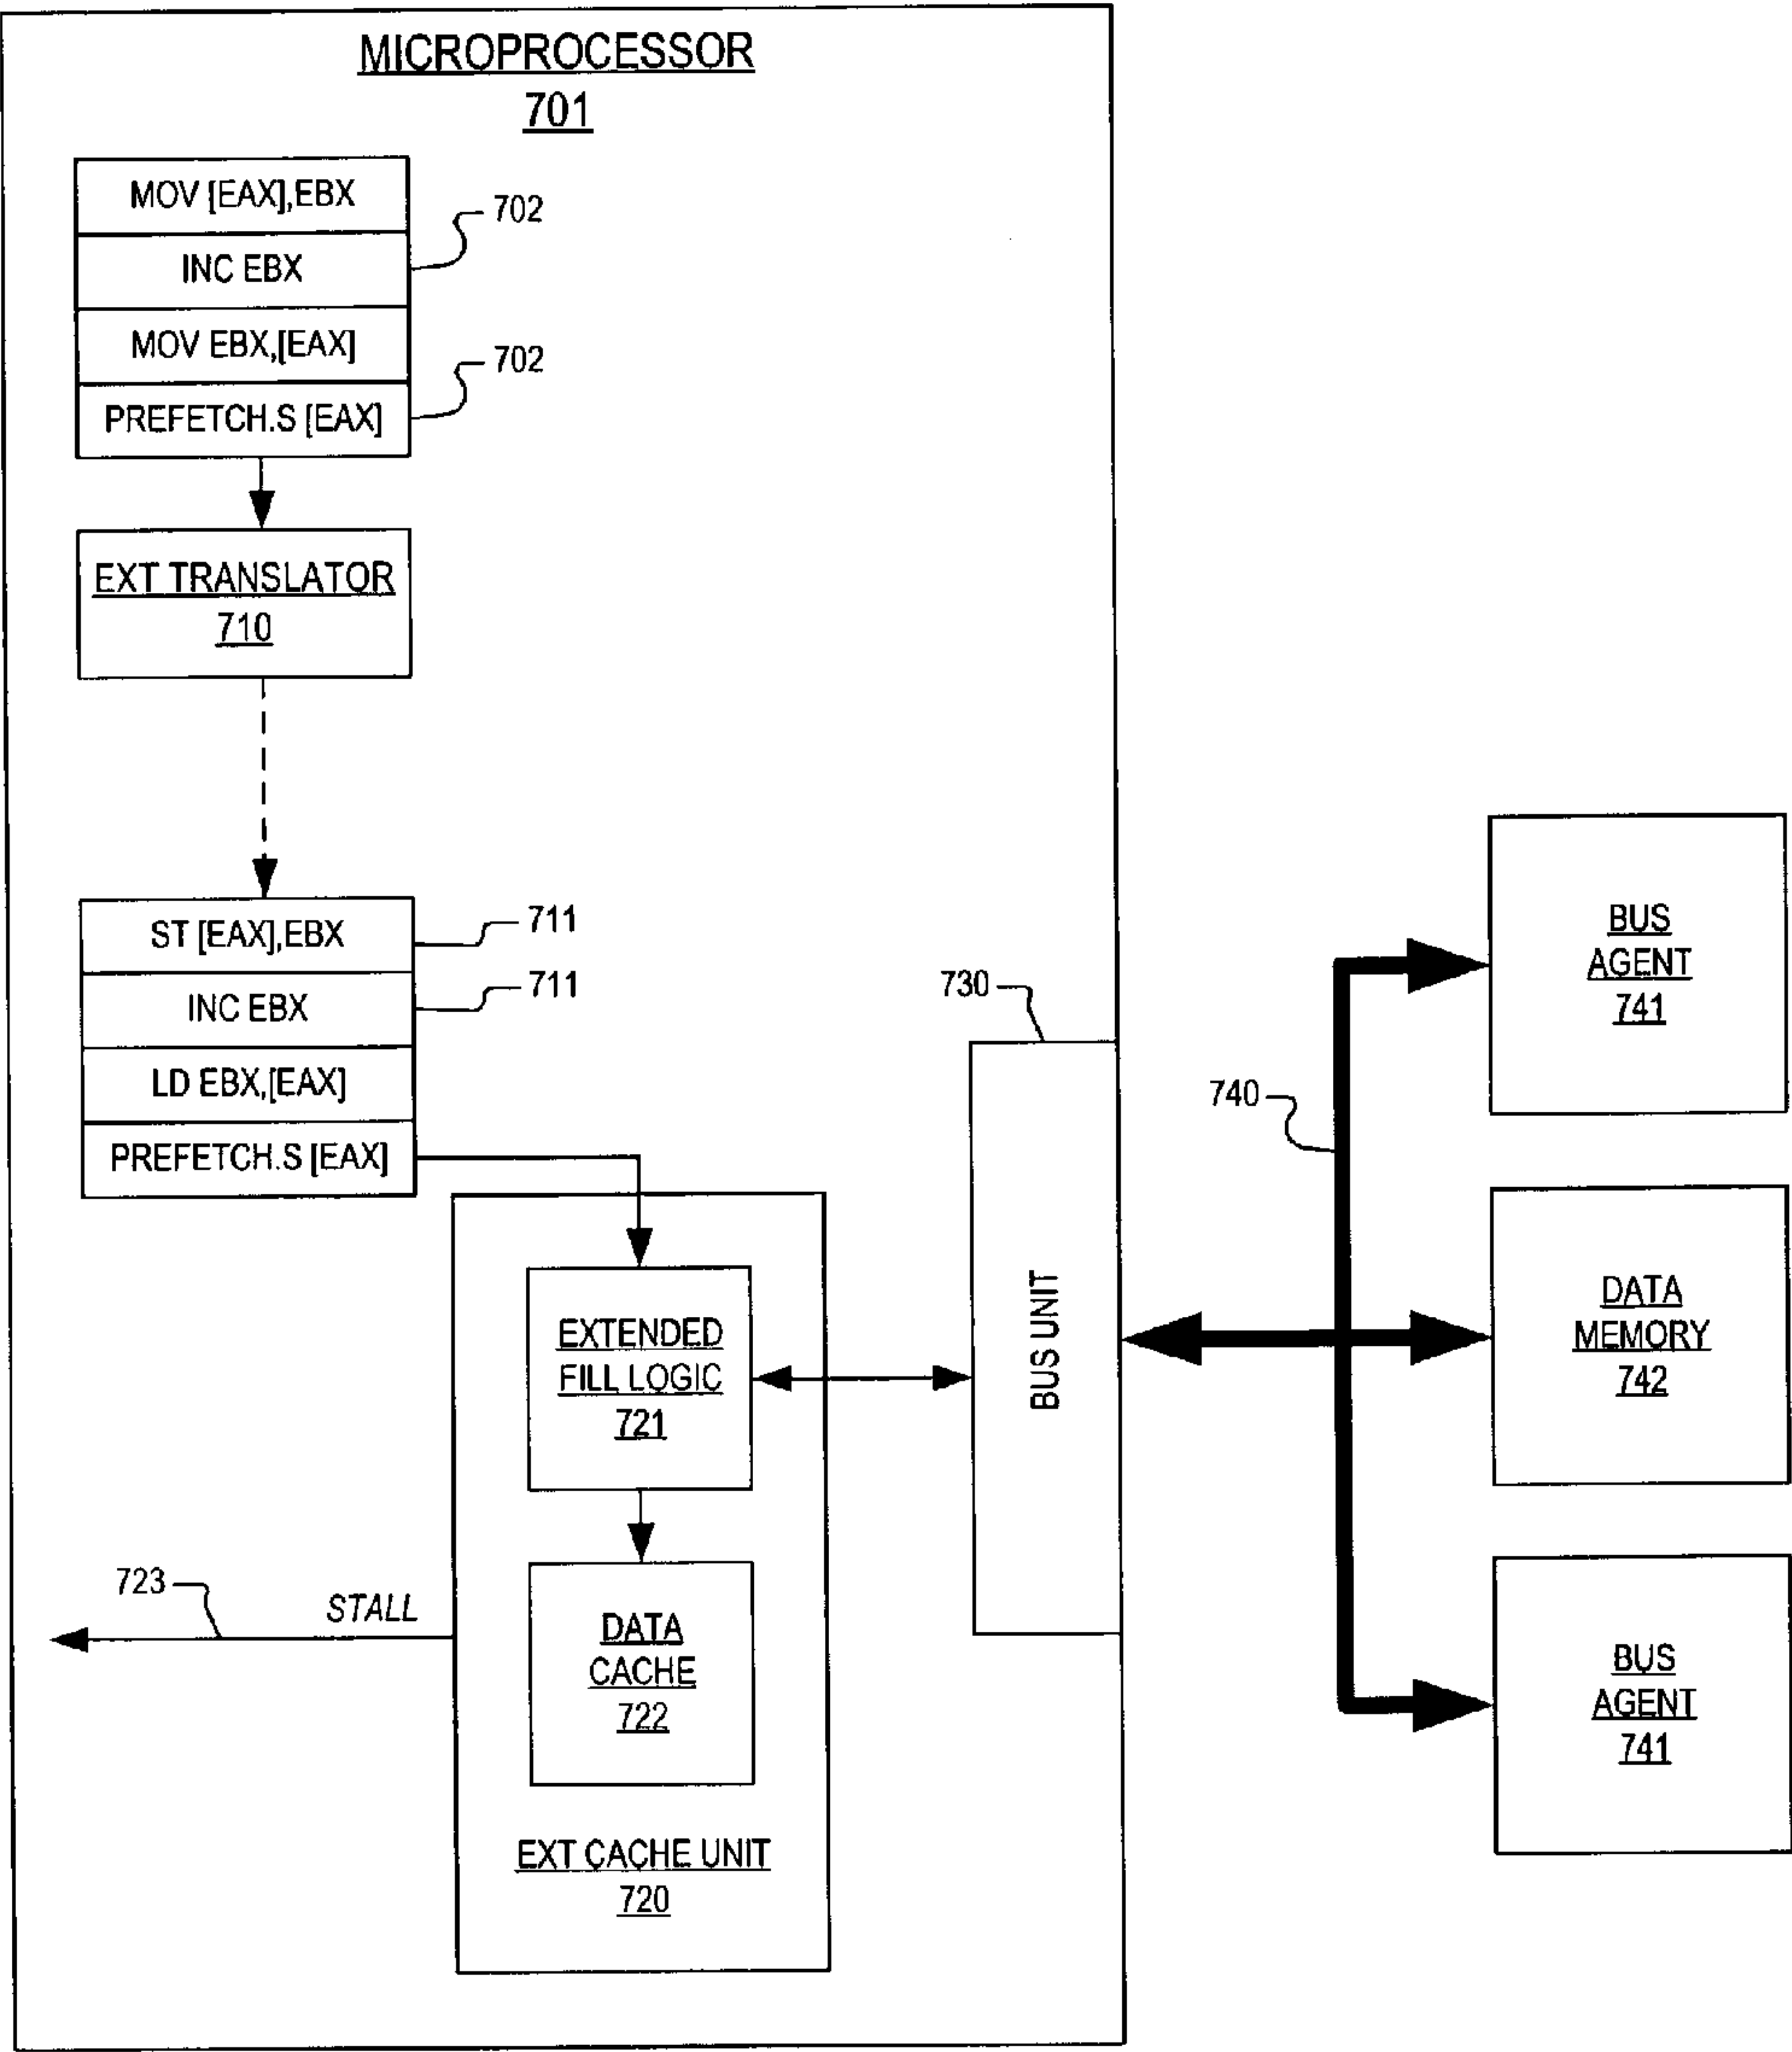 MICROPROCESSOR
701
MOV [EAX],EBX
702
INC EBX
MOV EBX,[EAX]
702
PREFETCH.S [EAX]
EXT TRANSLATOR
710
ST [EAX],EBX
711
INC EBX
711
LD EBX,[EAX]
PREFETCH.S [EAX]
EXTENDED
FILL LOGIC
721
DATA
CACHE
722
EXT CACHE UNIT
720
723
STALL
730
BUS UNIT
740
BUS
AGENT
741
DATA
MEMORY
742
BUS
AGENT
741